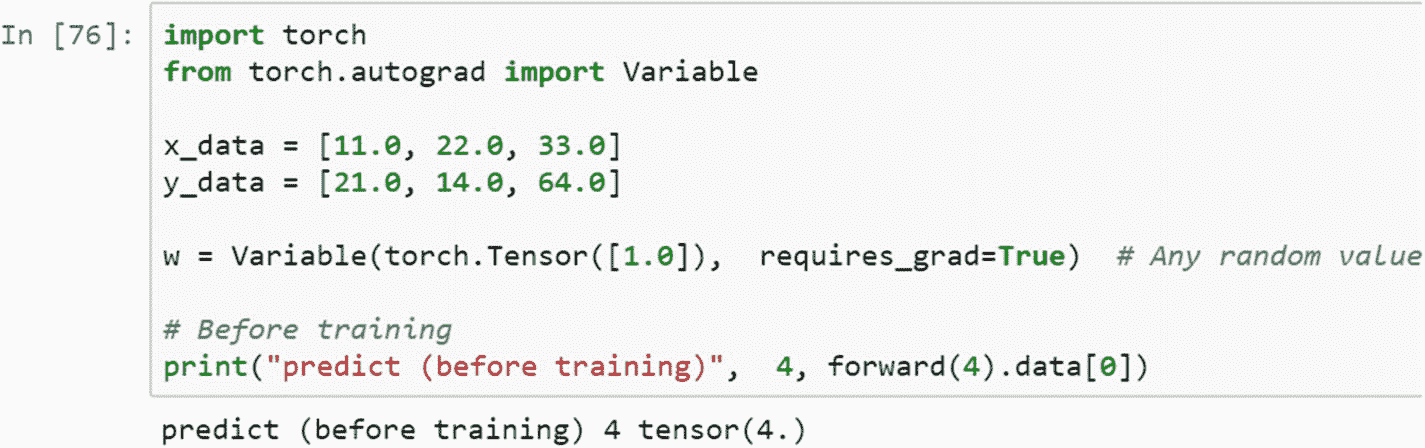 In [76]: import torch
from torch.autograd import Variable
x_data = [11.0, 22.0, 33.0]
y_data = [21.0, 14.0, 64.0]
w = Variable(torch.Tensor([1.0]),  requires_grad=True)  # Any random value
# Before training
print("predict (before training)",  4, forward(4).data[0])
predict (before training) 4 tensor(4.)